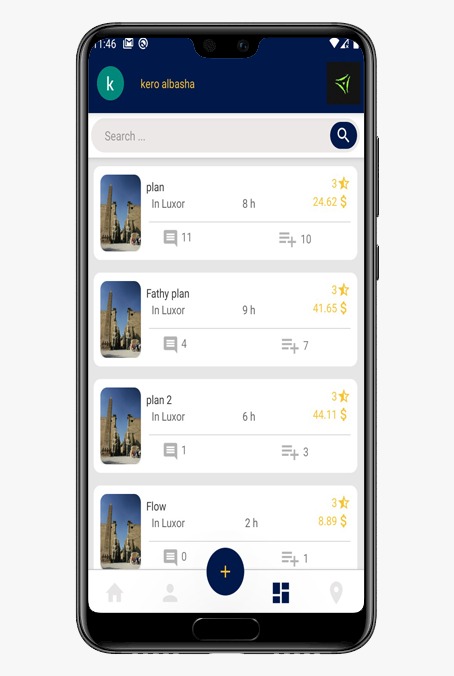 11:46
k
kero albasha
Search ...
plan
3
In Luxor 8 h 24.62 $
11 10
Fathy plan
3
In Luxor 9 h 41.65 $
4 7
plan 2
3
In Luxor 6 h 44.11 $
1 3
Flow
3
In Luxor 2 h 8.89 $
0 1
+